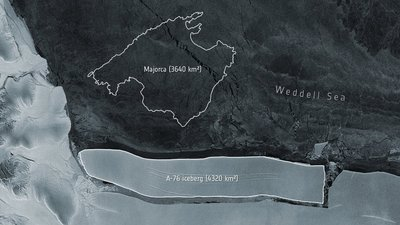 Majorca (3640 km²)
Weddell Sea
A-76 iceberg (4320 km²)